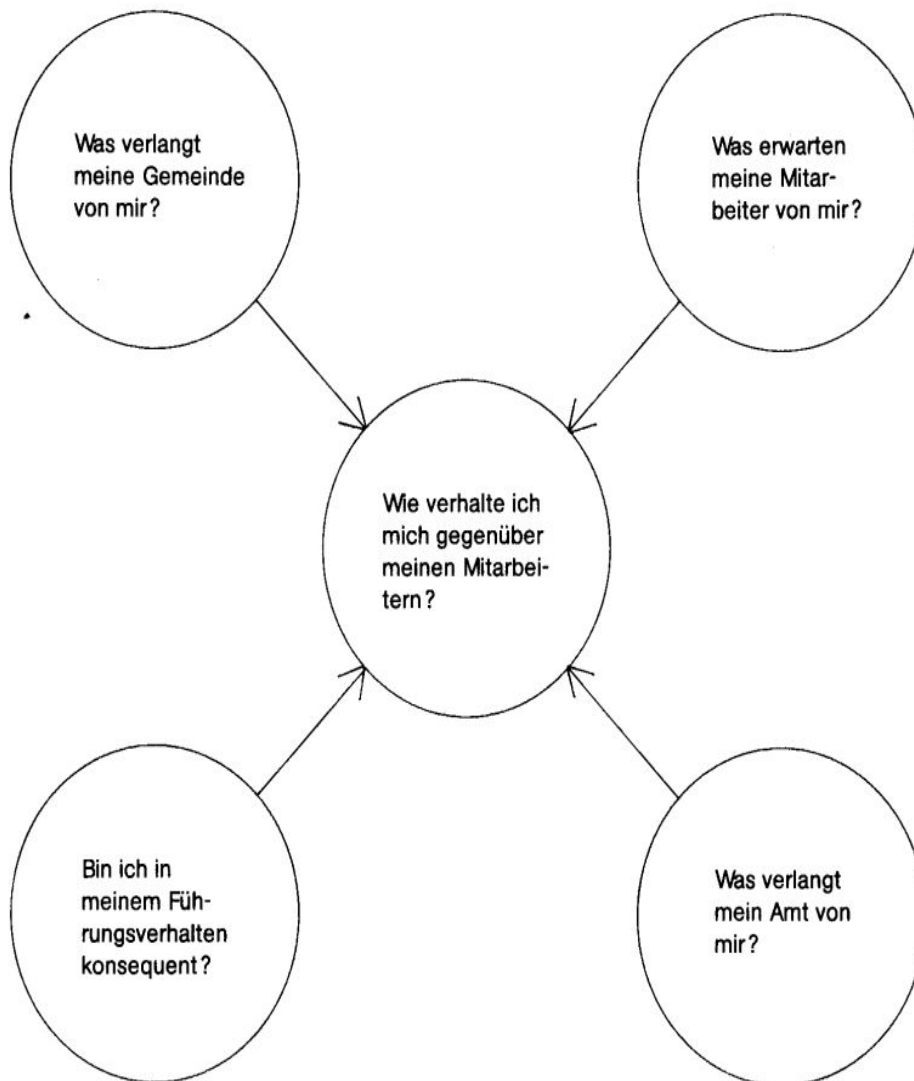 Was verlangt
meine Gemeinde
von mir?
Was erwarten
meine Mitar-
beiter von mir?
Wie verhalte ich
mich gegenüber
meinen Mitarbei-
tern?
Bin ich in
meinem Füh-
rungsverhalten
konsequent?
Was verlangt
mein Amt von
mir?